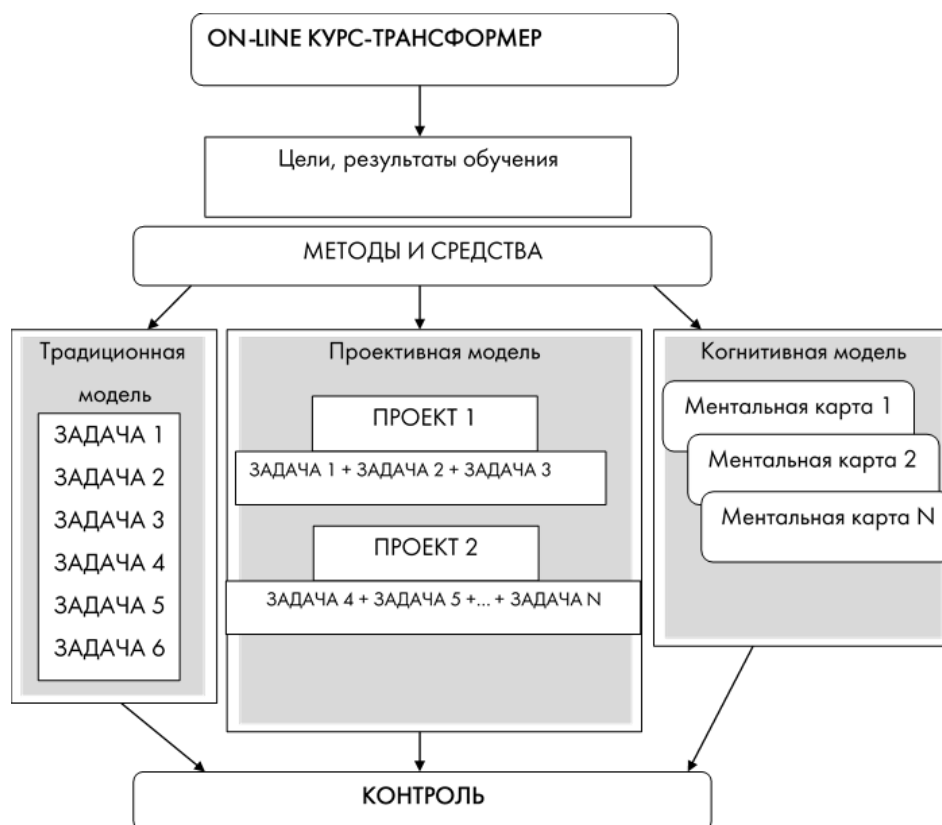 ON-LINE КУРС-ТРАНСФОРМЕР
Цели, результаты обучения
МЕТОДЫ И СРЕДСТВА
Традиционная
модель
ЗАДАЧА 1
ЗАДАЧА 2
ЗАДАЧА 3
ЗАДАЧА 4
ЗАДАЧА 5
ЗАДАЧА 6
Проективная модель
ПРОЕКТ 1
ЗАДАЧА 1 + ЗАДАЧА 2 + ЗАДАЧА 3
ПРОЕКТ 2
ЗАДАЧА 4 + ЗАДАЧА 5 +... + ЗАДАЧА N
Когнитивная модель
Ментальная карта 1
Ментальная карта 2
Ментальная карта N
КОНТРОЛЬ